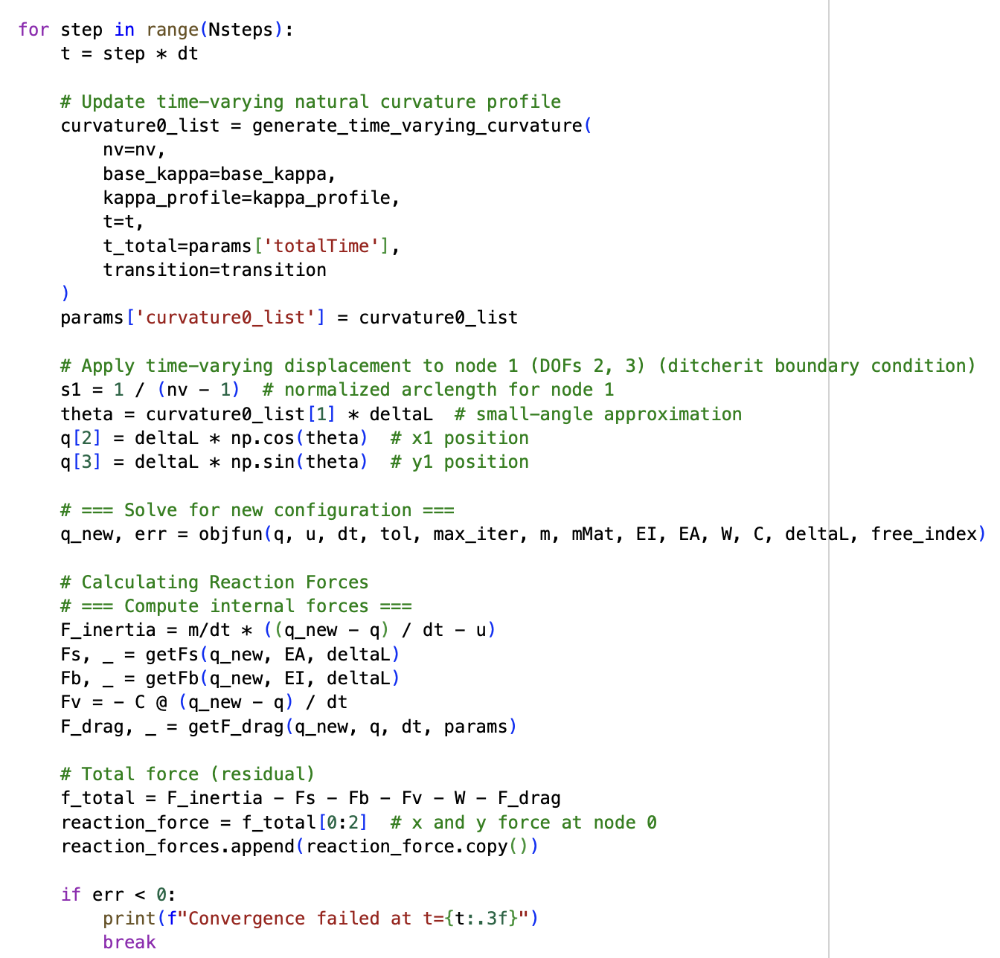 for step in range(Nsteps):
    t = step * dt

    # Update time-varying natural curvature profile
    curvature0_list = generate_time_varying_curvature(
        nv=nv,
        base_kappa=base_kappa,
        kappa_profile=kappa_profile,
        t=t,
        t_total=params['totalTime'],
        transition=transition
    )
    params['curvature0_list'] = curvature0_list

    # Apply time-varying displacement to node 1 (DOFs 2, 3) (ditcherit boundary condition)
    s1 = 1 / (nv - 1)  # normalized arclength for node 1
    theta = curvature0_list[1] * deltaL  # small-angle approximation
    q[2] = deltaL * np.cos(theta)  # x1 position
    q[3] = deltaL * np.sin(theta)  # y1 position

    # === Solve for new configuration ===
    q_new, err = objfun(q, u, dt, tol, max_iter, m, mMat, EI, EA, W, C, deltaL, free_index)

    # Calculating Reaction Forces
    # === Compute internal forces ===
    F_inertia = m/dt * ((q_new - q) / dt - u)
    Fs, _ = getFs(q_new, EA, deltaL)
    Fb, _ = getFb(q_new, EI, deltaL)
    Fv = - C @ (q_new - q) / dt
    F_drag, _ = getF_drag(q_new, q, dt, params)

    # Total force (residual)
    f_total = F_inertia - Fs - Fb - Fv - W - F_drag
    reaction_force = f_total[0:2]  # x and y force at node 0
    reaction_forces.append(reaction_force.copy())

    if err < 0:
        print(f"Convergence failed at t={t:.3f}")
        break